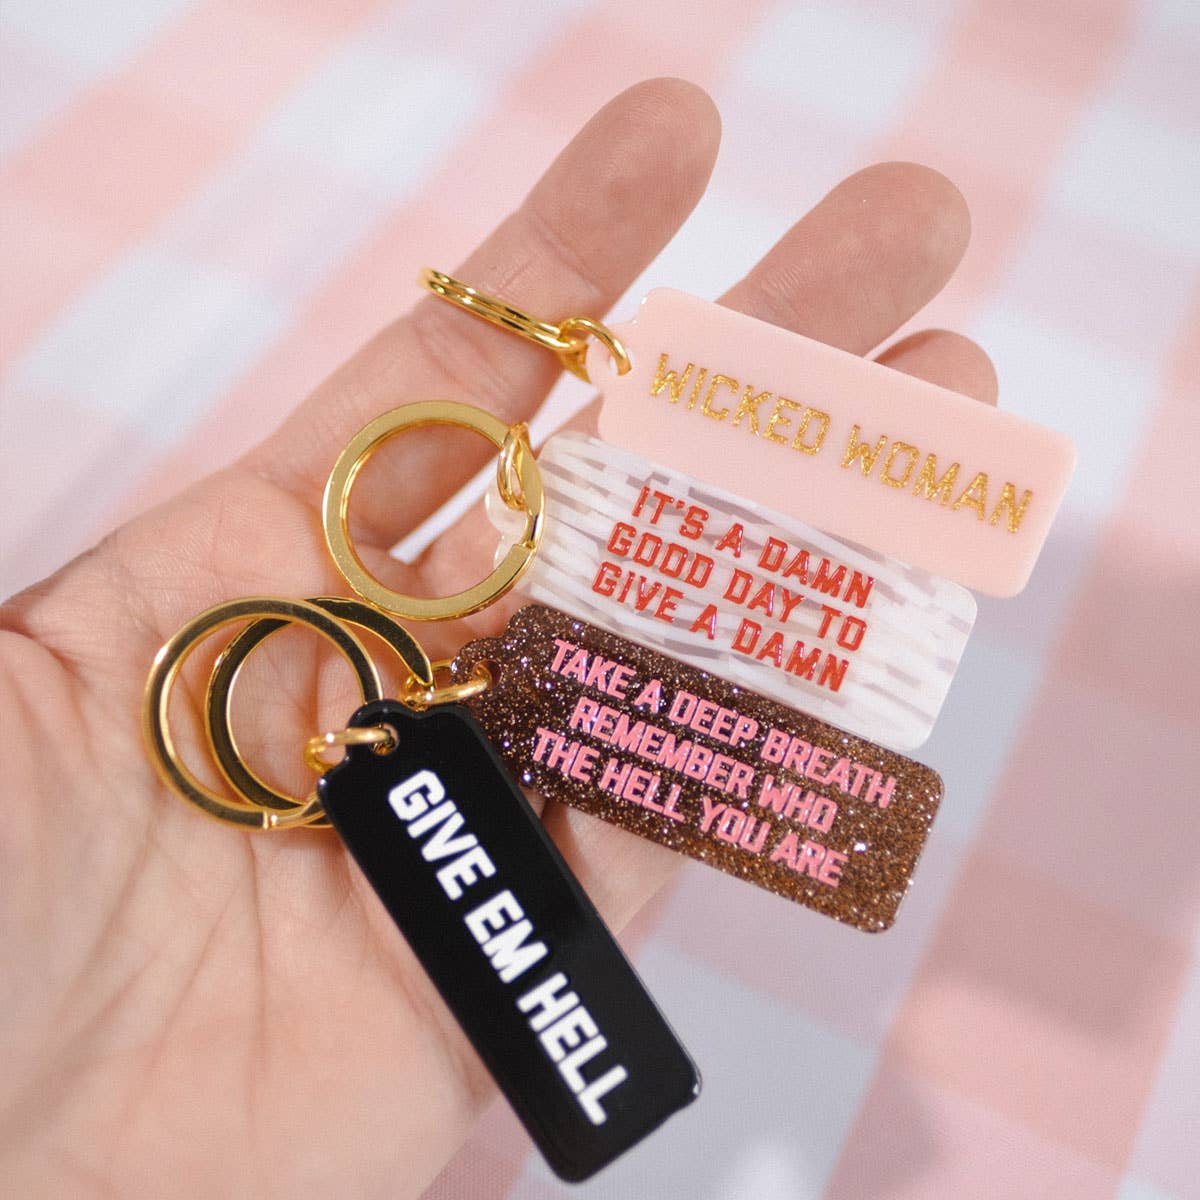 WICKED WOMAN
IT'S A DAMN
GOOD DAY TO
GIVE A DAMN
TAKE A DEEP BREATH
REMEMBER WHO
THE HELL YOU ARE
GIVE EM HELL